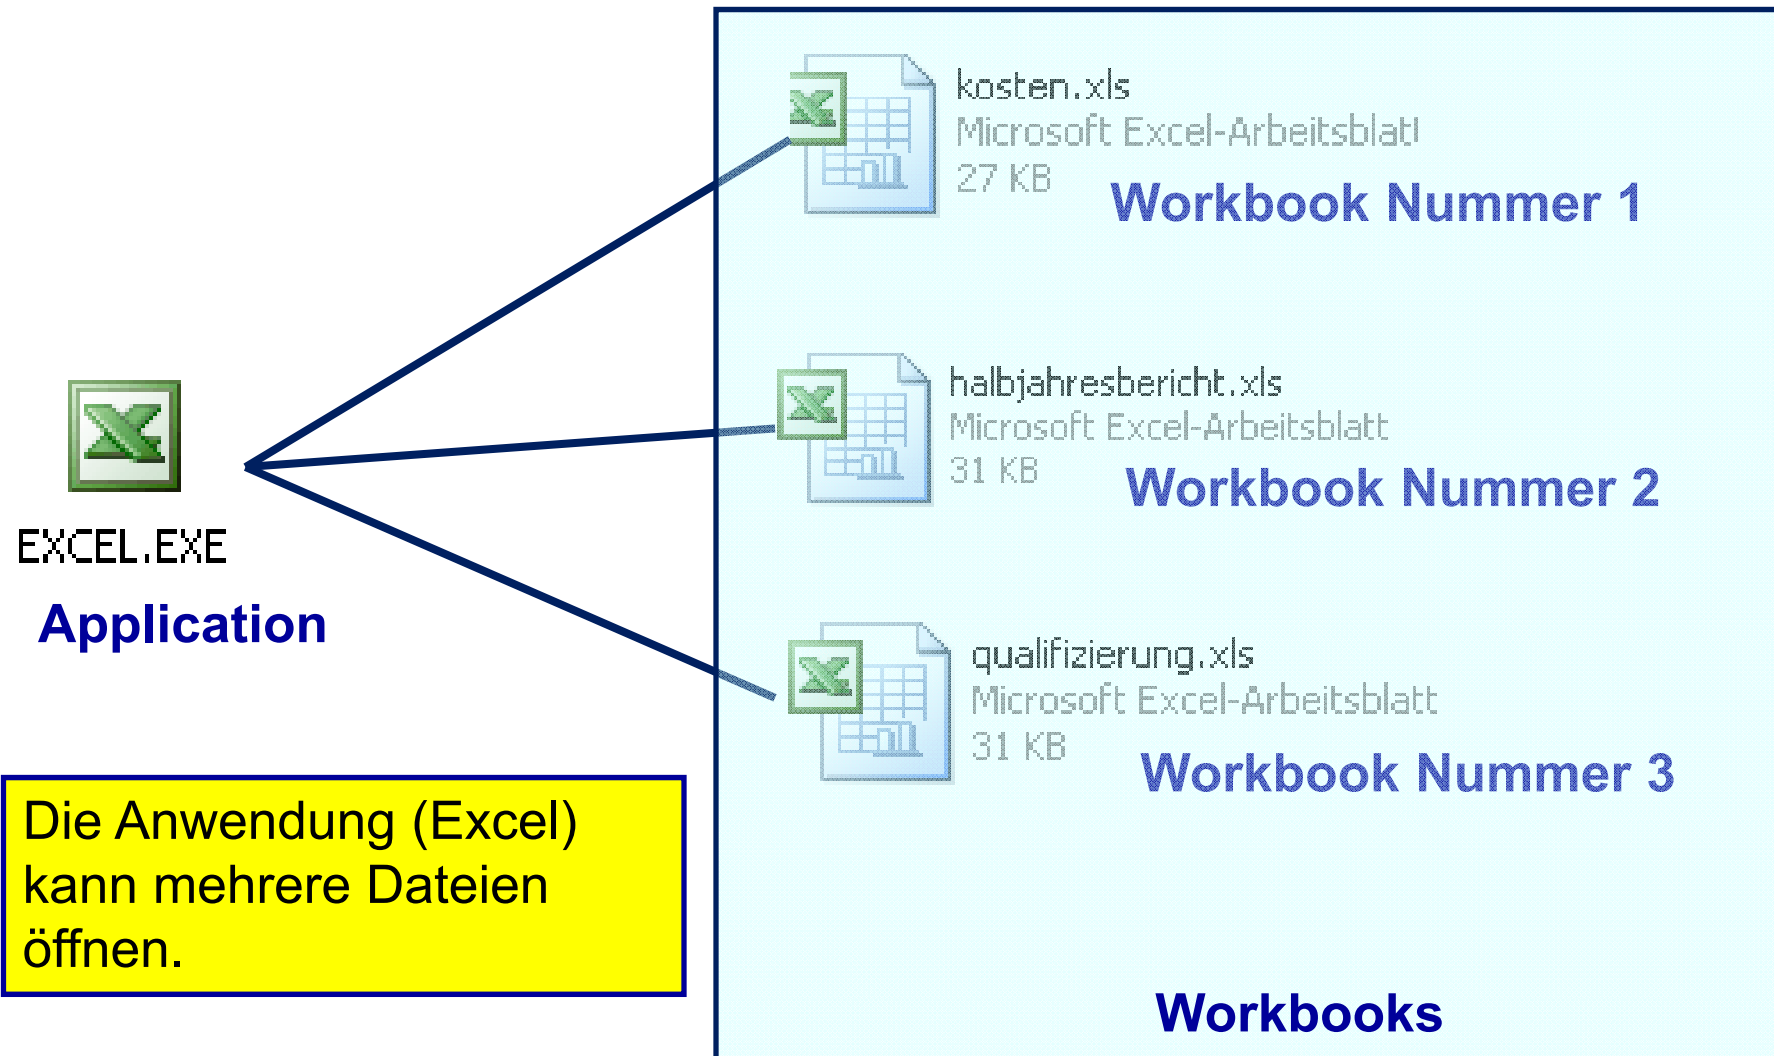 kosten.xls
Microsoft Excel-Arbeitsblatt
27 KB
Workbook Nummer 1
halbjahresbericht.xls
Microsoft Excel-Arbeitsblatt
31 KB
Workbook Nummer 2
EXCEL.EXE
Application
qualifizierung.xls
Microsoft Excel-Arbeitsblatt
31 KB
Workbook Nummer 3
Die Anwendung (Excel)
kann mehrere Dateien
öffnen.
Workbooks